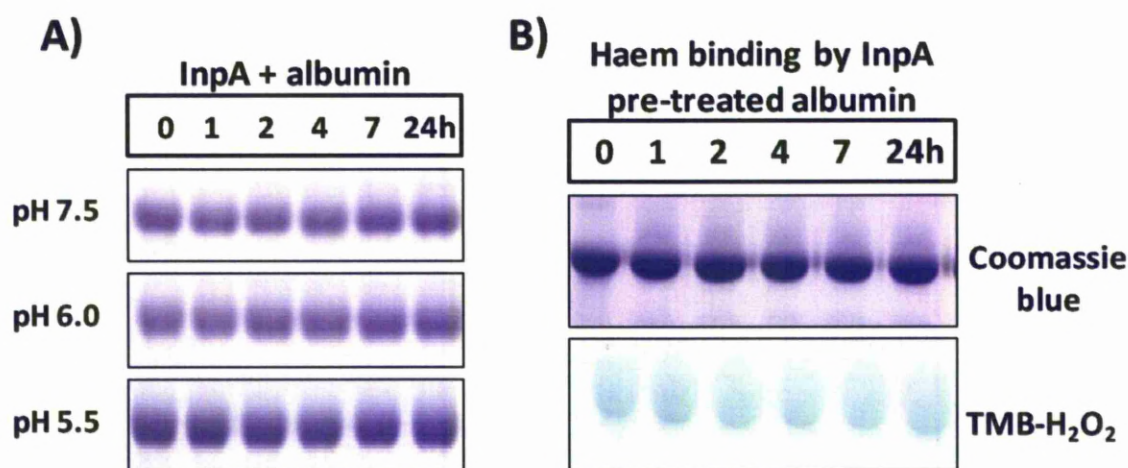 A)
InpA + albumin
0 1 2 4 7 24h
pH 7.5
pH 6.0
pH 5.5
B)
Haem binding by InpA
pre-treated albumin
0 1 2 4 7 24h
Coomassie
blue
TMB-H₂O₂